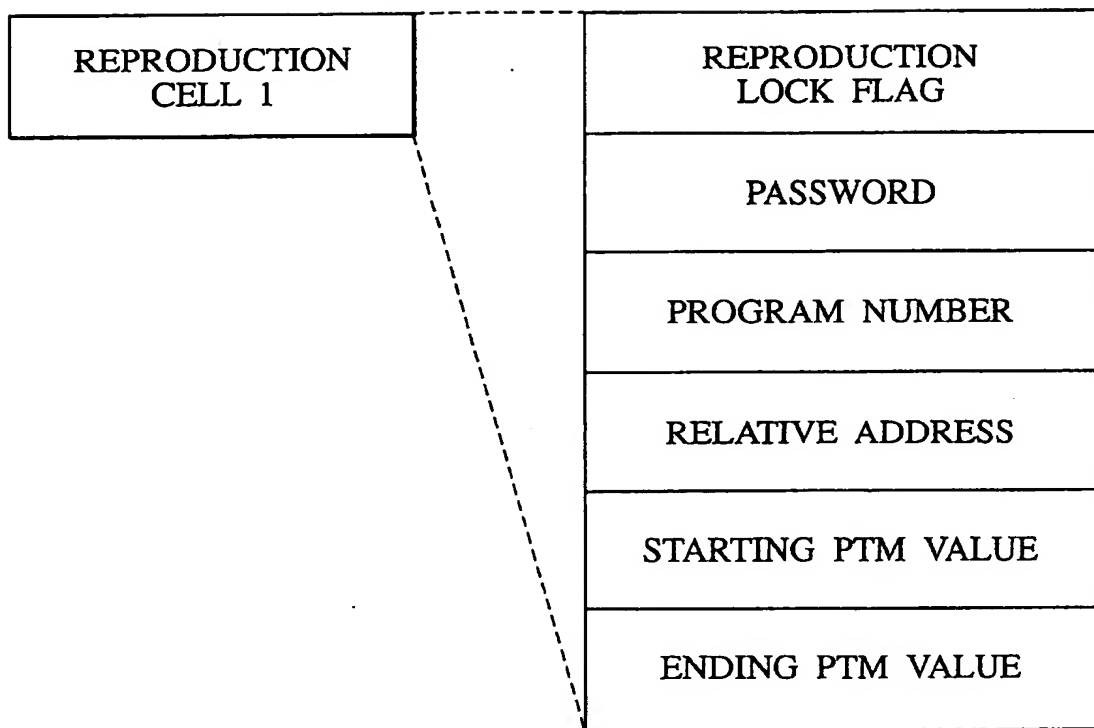 REPRODUCTION
CELL 1
REPRODUCTION
LOCK FLAG
PASSWORD
PROGRAM NUMBER
RELATIVE ADDRESS
STARTING PTM VALUE
ENDING PTM VALUE